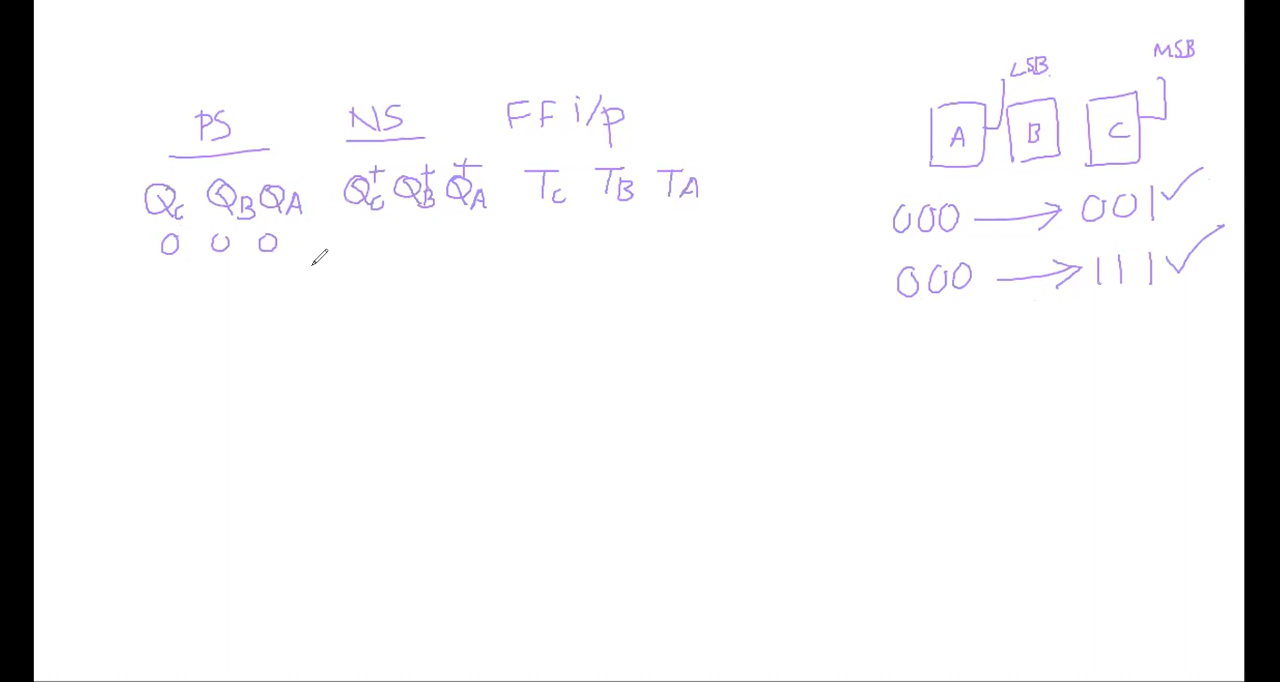 PS NS FF i/p
Qc QB QA Qc⁺ QB⁺ QA⁺ Tc TB TA
0 0 0
LSB MSB
A B C
000 → 001 ✓
000 → 111 ✓